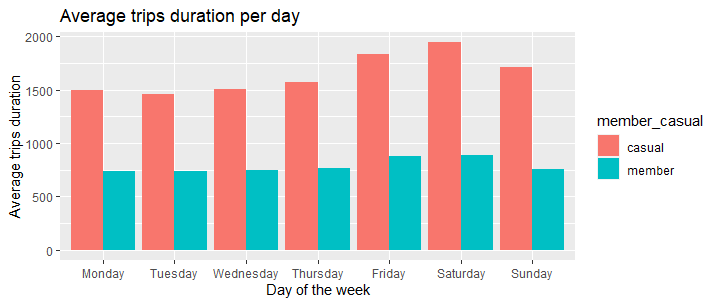 Average trips duration per day
Average trips duration
2000
1500
1000
500
0
Monday Tuesday Wednesday Thursday Friday Saturday Sunday
Day of the week
member_casual
casual
member